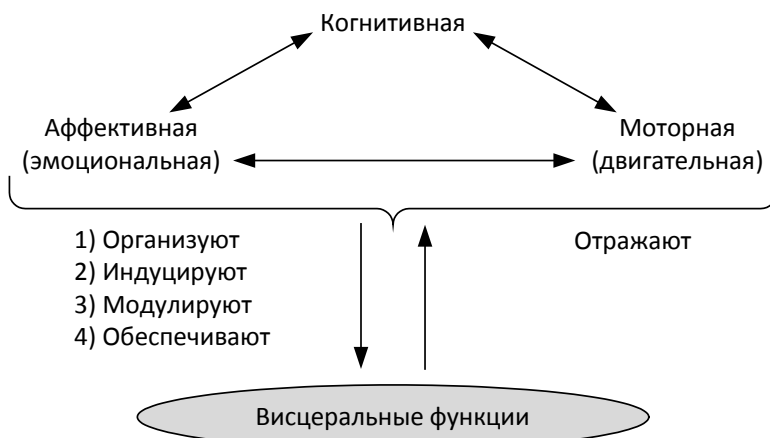 Когнитивная
Аффективная
(эмоциональная)
Моторная
(двигательная)
1) Организуют
2) Индуцируют
3) Модулируют
4) Обеспечивают
Отражают
Висцеральные функции